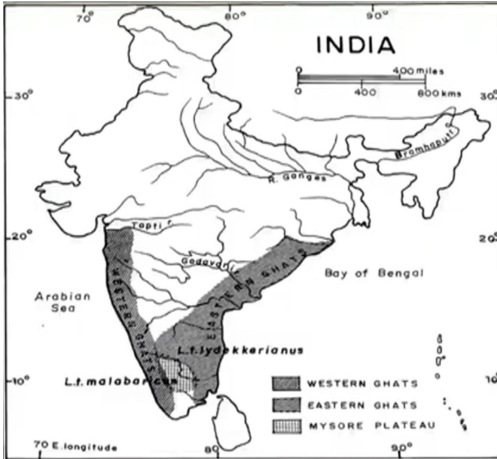 70° 80° 90°
INDIA
0 400 miles
0 400 800 kms
30° 30°
Bramhaputr
R. Ganges
Tapti r.
20° 20°
Godavari
Bay of Bengal
Arabian
Sea
WESTERN GHATS
EASTERN GHATS
L.t. lydekkerianus
L.t. malabaricus
10° 10°
WESTERN GHATS
EASTERN GHATS
MYSORE PLATEAU
70 E. longitude 80 90°